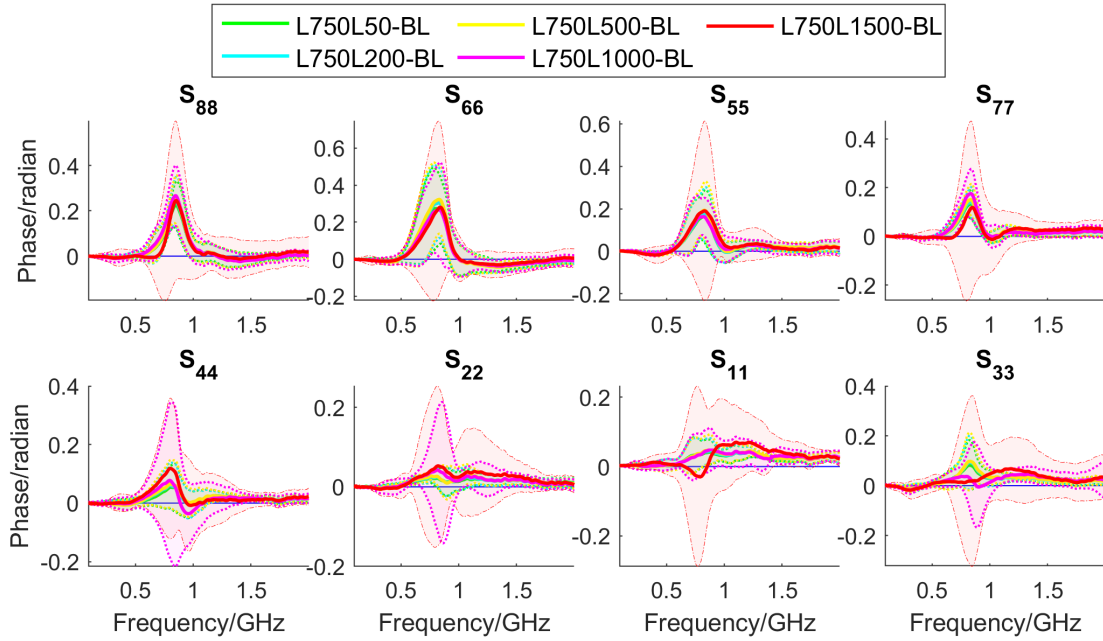 L750L50-BL L750L500-BL L750L1500-BL
L750L200-BL L750L1000-BL
S88 S66 S55 S77
Phase/radian
0.4 0.2 0
0.6 0.4 0.2 0 -0.2
0.6 0.4 0.2 0 -0.2
0.4 0.2 0 -0.2
0.5 1 1.5 0.5 1 1.5 0.5 1 1.5 0.5 1 1.5
S44 S22 S11 S33
Phase/radian
0.4 0.2 0 -0.2
0.2 0 -0.2
0.2 0 -0.2
0.4 0.2 0 -0.2
0.5 1 1.5 0.5 1 1.5 0.5 1 1.5 0.5 1 1.5
Frequency/GHz Frequency/GHz Frequency/GHz Frequency/GHz